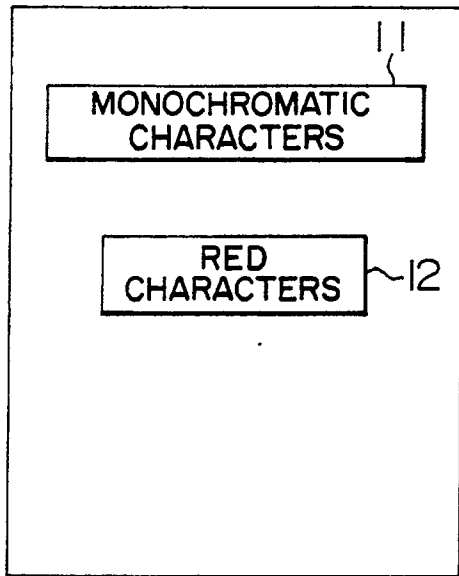 11
MONOCHROMATIC
CHARACTERS
RED
CHARACTERS
12